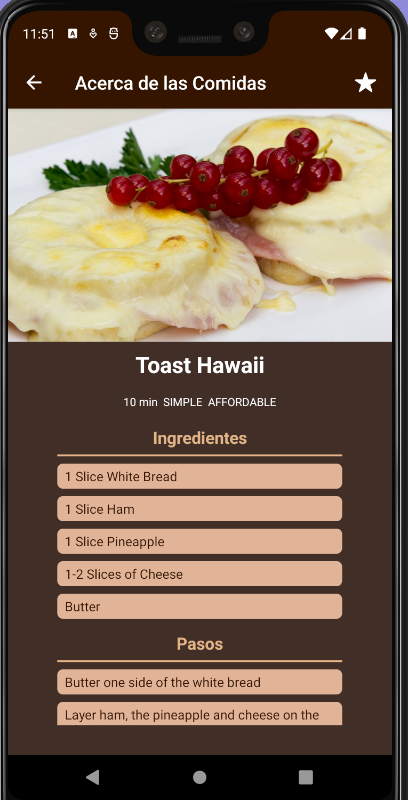 11:51
Acerca de las Comidas
Toast Hawaii
10 min SIMPLE AFFORDABLE
Ingredientes
1 Slice White Bread
1 Slice Ham
1 Slice Pineapple
1-2 Slices of Cheese
Butter
Pasos
Butter one side of the white bread
Layer ham, the pineapple and cheese on the